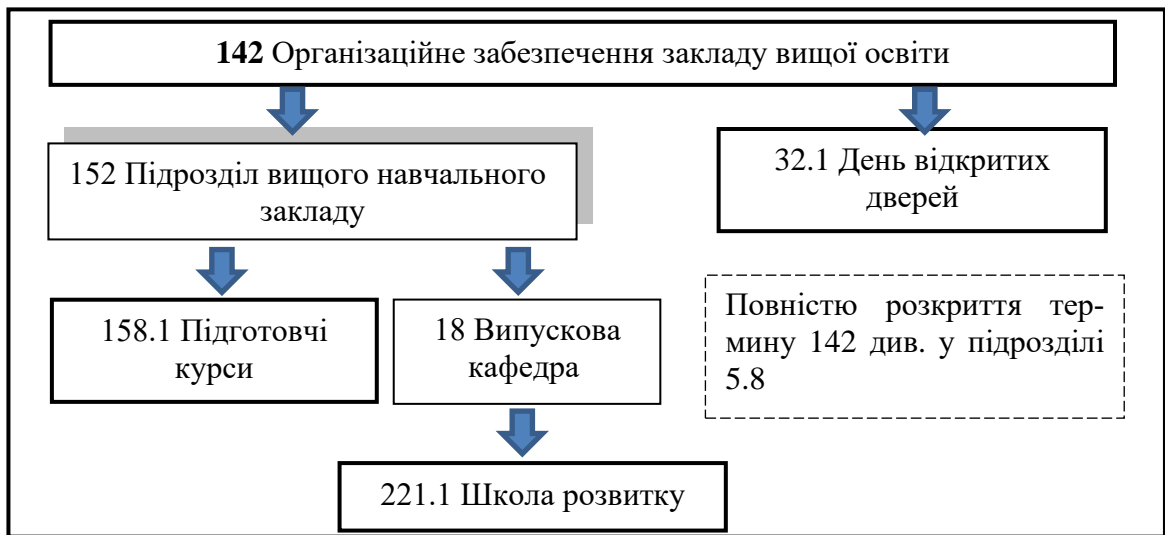 142 Організаційне забезпечення закладу вищої освіти
152 Підрозділ вищого навчального
закладу
32.1 День відкритих
дверей
158.1 Підготовчі
курси
18 Випускова
кафедра
Повністю розкриття тер-
мину 142 див. у підрозділі
5.8
221.1 Школа розвитку